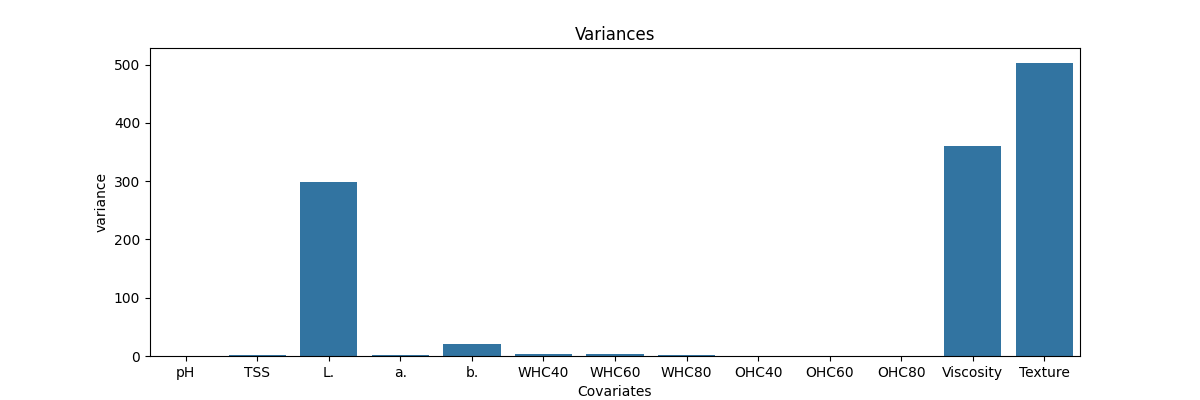 Variances
variance
500
400
300
200
100
0
pH TSS L. a. b. WHC40 WHC60 WHC80 OHC40 OHC60 OHC80 Viscosity Texture
Covariates